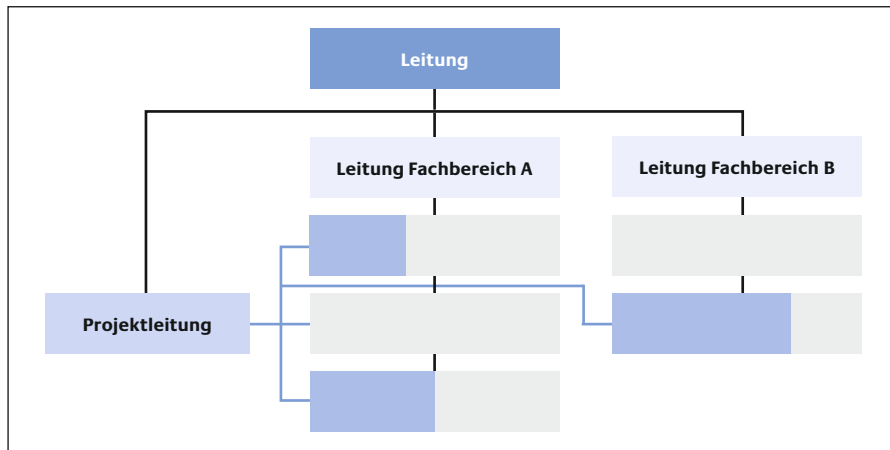 Leitung
Leitung Fachbereich A
Leitung Fachbereich B
Projektleitung